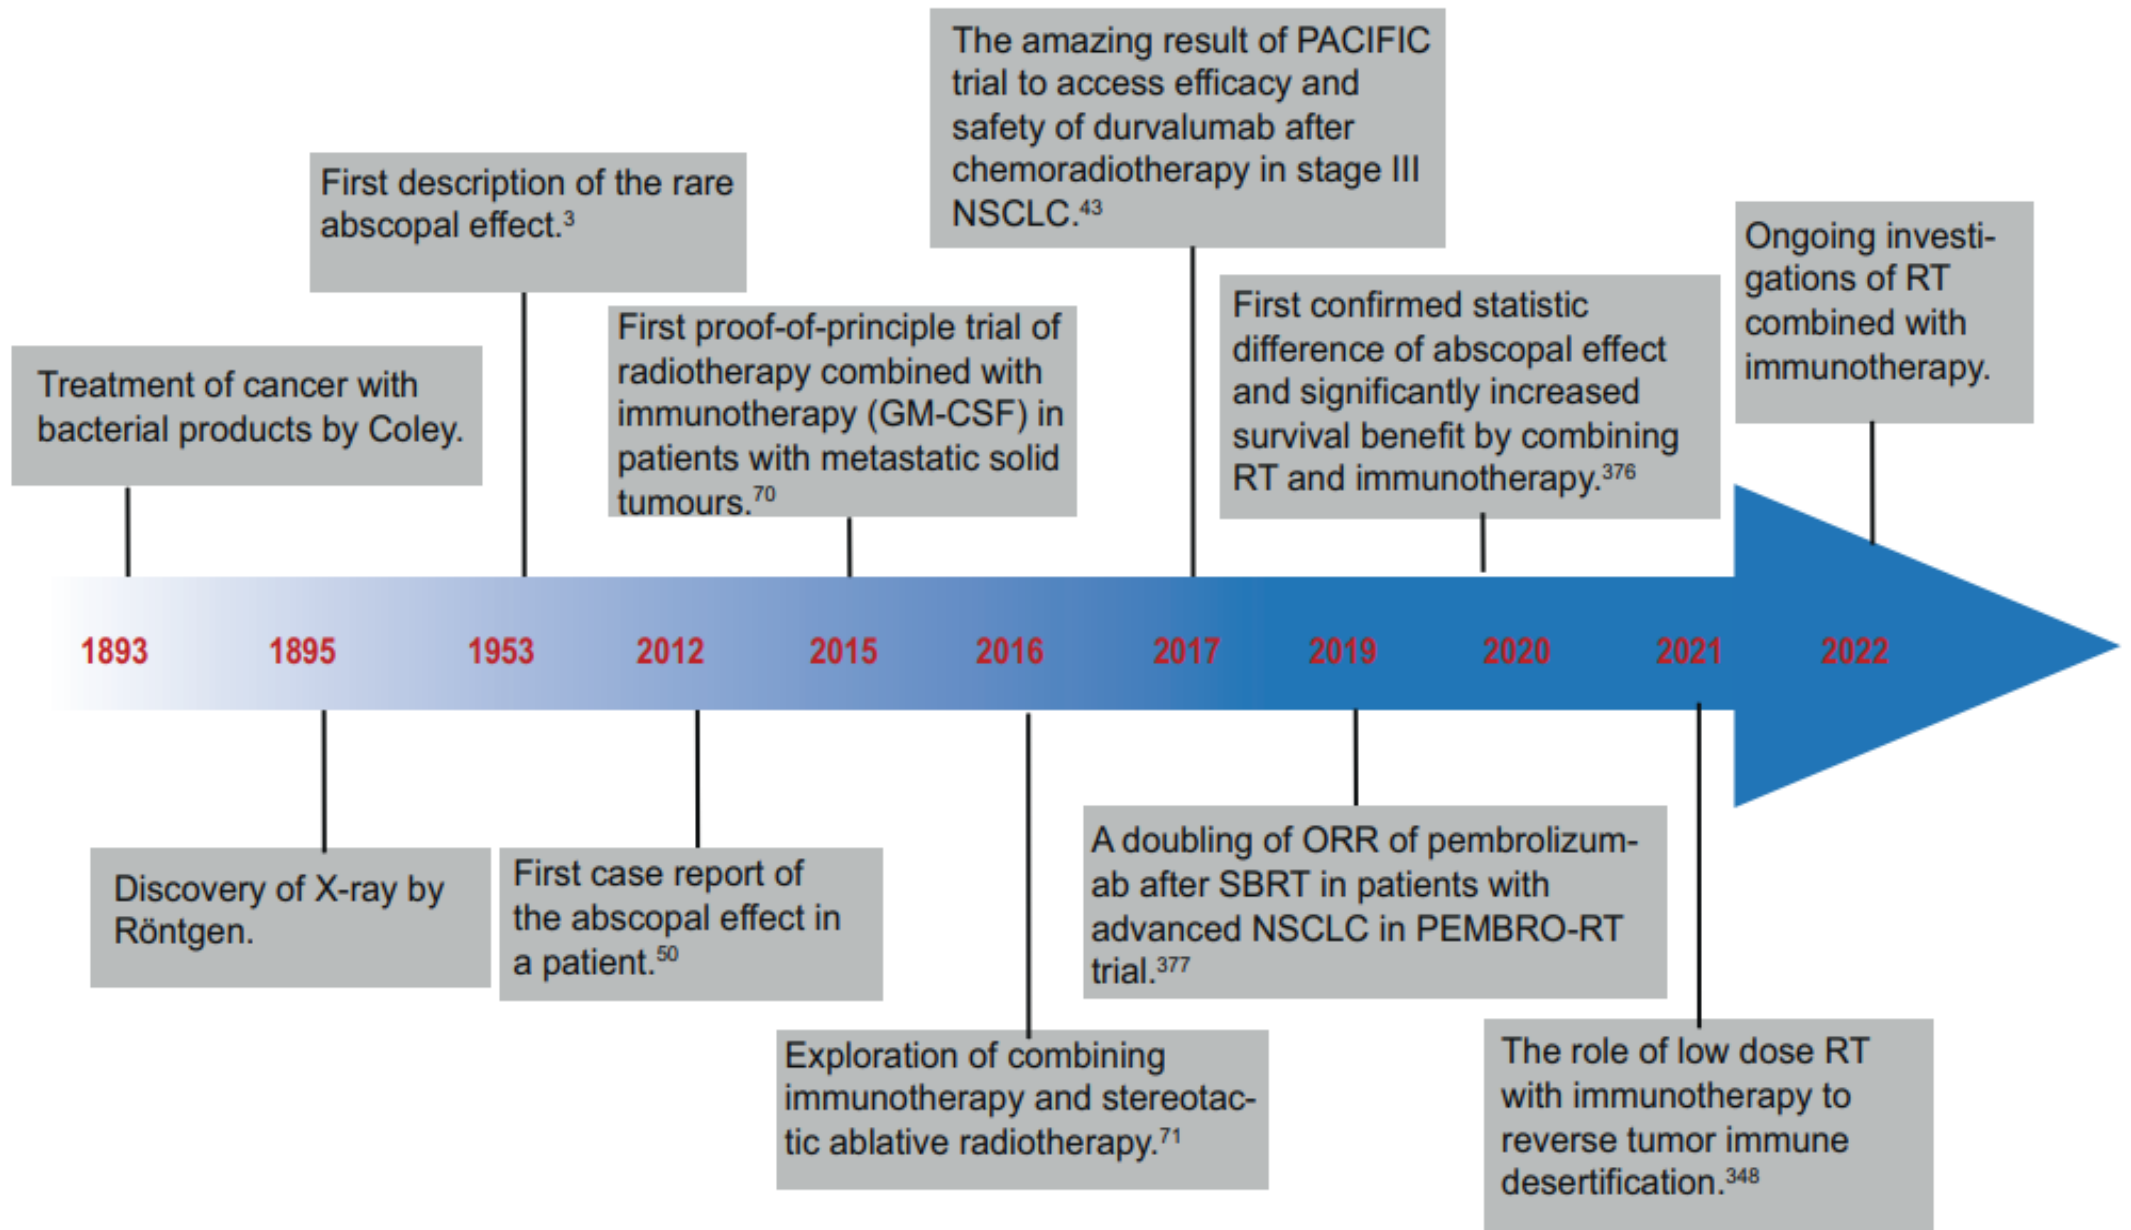 The amazing result of PACIFIC
trial to access efficacy and
safety of durvalumab after
chemoradiotherapy in stage III
NSCLC.43
First description of the rare
abscopal effect.3
Ongoing investi-
gations of RT
combined with
immunotherapy.
First confirmed statistic
difference of abscopal effect
and significantly increased
survival benefit by combining
RT and immunotherapy.376
First proof-of-principle trial of
radiotherapy combined with
immunotherapy (GM-CSF) in
patients with metastatic solid
tumours.70
Treatment of cancer with
bacterial products by Coley.
1893 1895 1953 2012 2015 2016 2017 2019 2020 2021 2022
Discovery of X-ray by
Röntgen.
First case report of
the abscopal effect in
a patient.50
A doubling of ORR of pembrolizum-
ab after SBRT in patients with
advanced NSCLC in PEMBRO-RT
trial.377
Exploration of combining
immunotherapy and stereotac-
tic ablative radiotherapy.71
The role of low dose RT
with immunotherapy to
reverse tumor immune
desertification.348